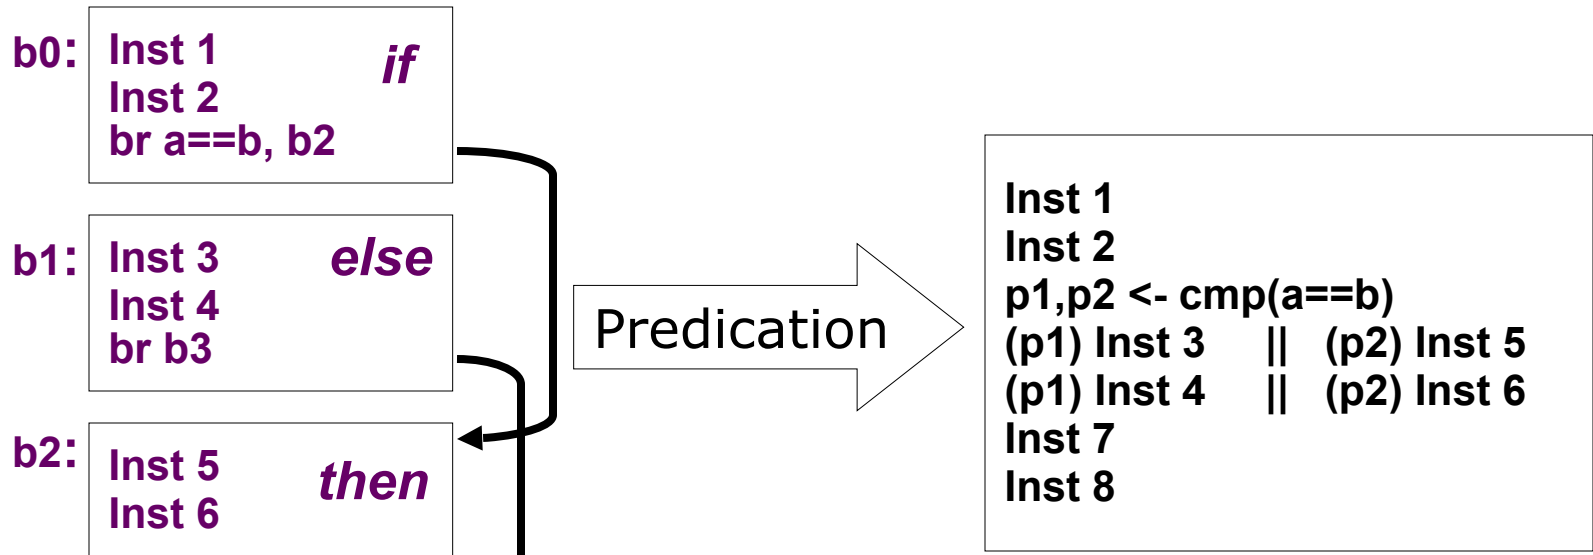 b0:
Inst 1
if
Inst 2
br a==b, b2
b1:
Inst 3
else
Inst 4
br b3
b2:
Inst 5
then
Inst 6
Predication
Inst 1
Inst 2
p1,p2 <- cmp(a==b)
(p1) Inst 3 || (p2) Inst 5
(p1) Inst 4 || (p2) Inst 6
Inst 7
Inst 8